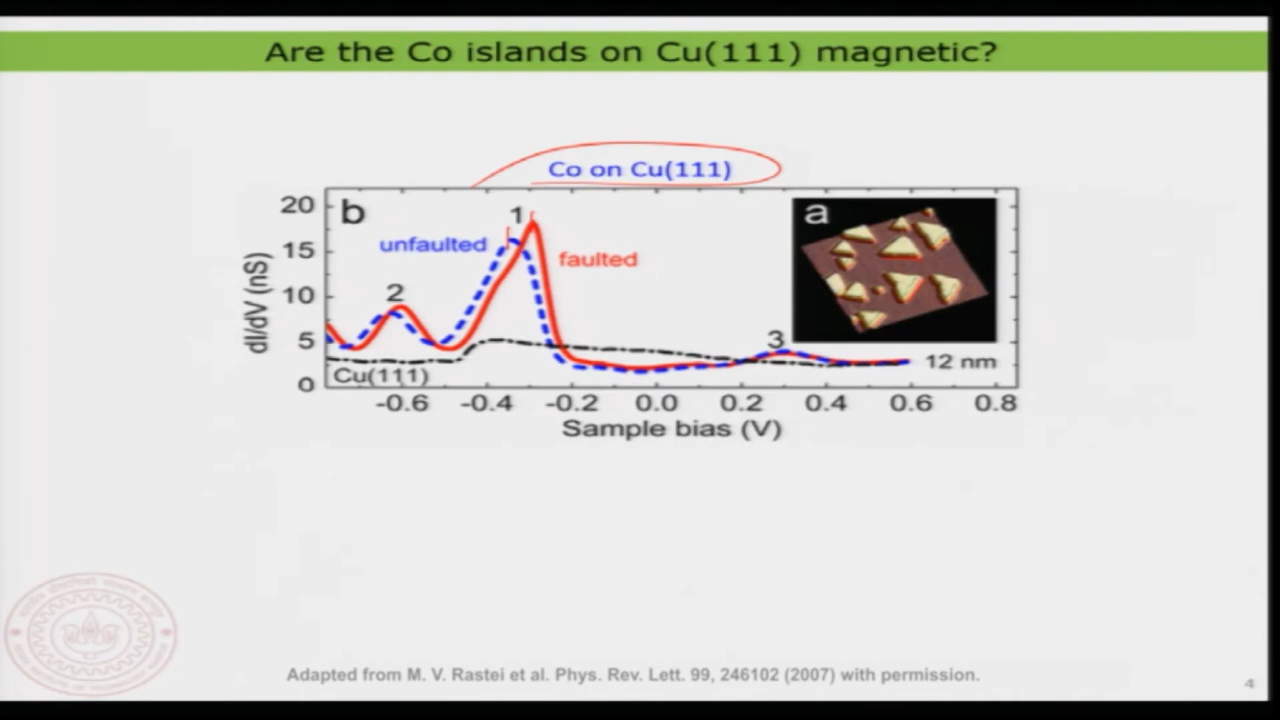 Are the Co islands on Cu(111) magnetic?
Co on Cu(111)
b
a
20
15
10
5
0
dI/dV (nS)
unfaulted
1
faulted
2
3
Cu(111)
12 nm
-0.6 -0.4 -0.2 0.0 0.2 0.4 0.6 0.8
Sample bias (V)
Adapted from M. V. Rastei et al. Phys. Rev. Lett. 99, 246102 (2007) with permission.
4